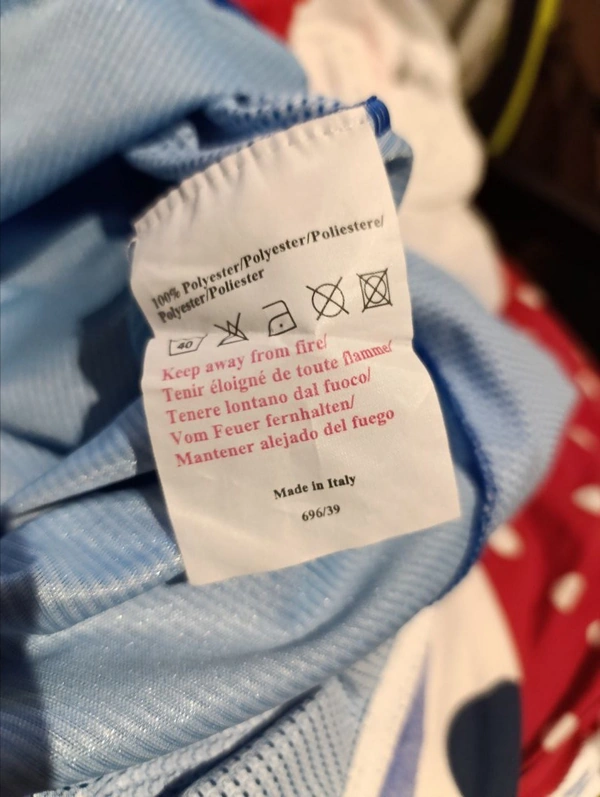 100% Polyester/Polyester/Poliestere/
Polyester/Poliester
40
Keep away from fire/
Tenir éloigné de toute flamme/
Tenere lontano dal fuoco/
Vom Feuer fernhalten/
Mantener alejado del fuego
Made in Italy
696/39